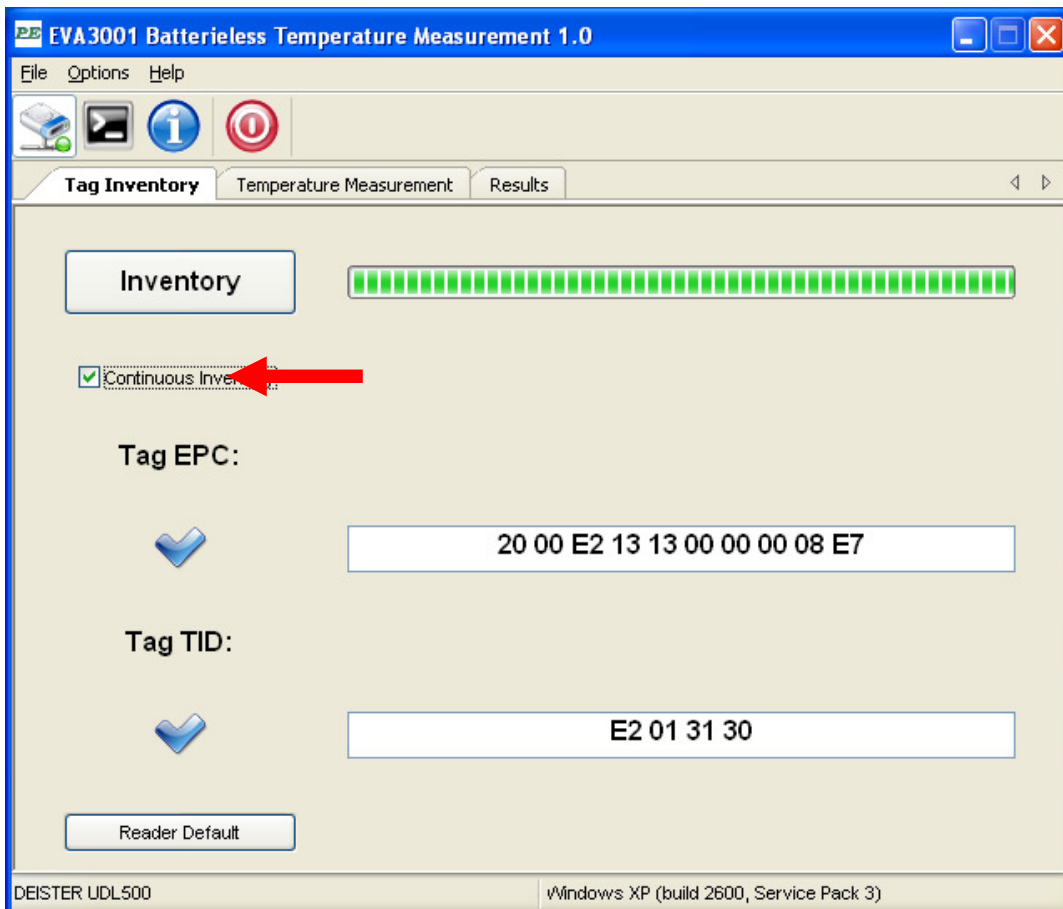 PE EVA3001 Batterieless Temperature Measurement 1.0
File Options Help
Tag Inventory Temperature Measurement Results
Inventory
Continuous
Tag EPC:
20 00 E2 13 13 00 00 00 08 E7
Tag TID:
E2 01 31 30
Reader Default
DEISTER UDL500 Windows XP (build 2600, Service Pack 3)